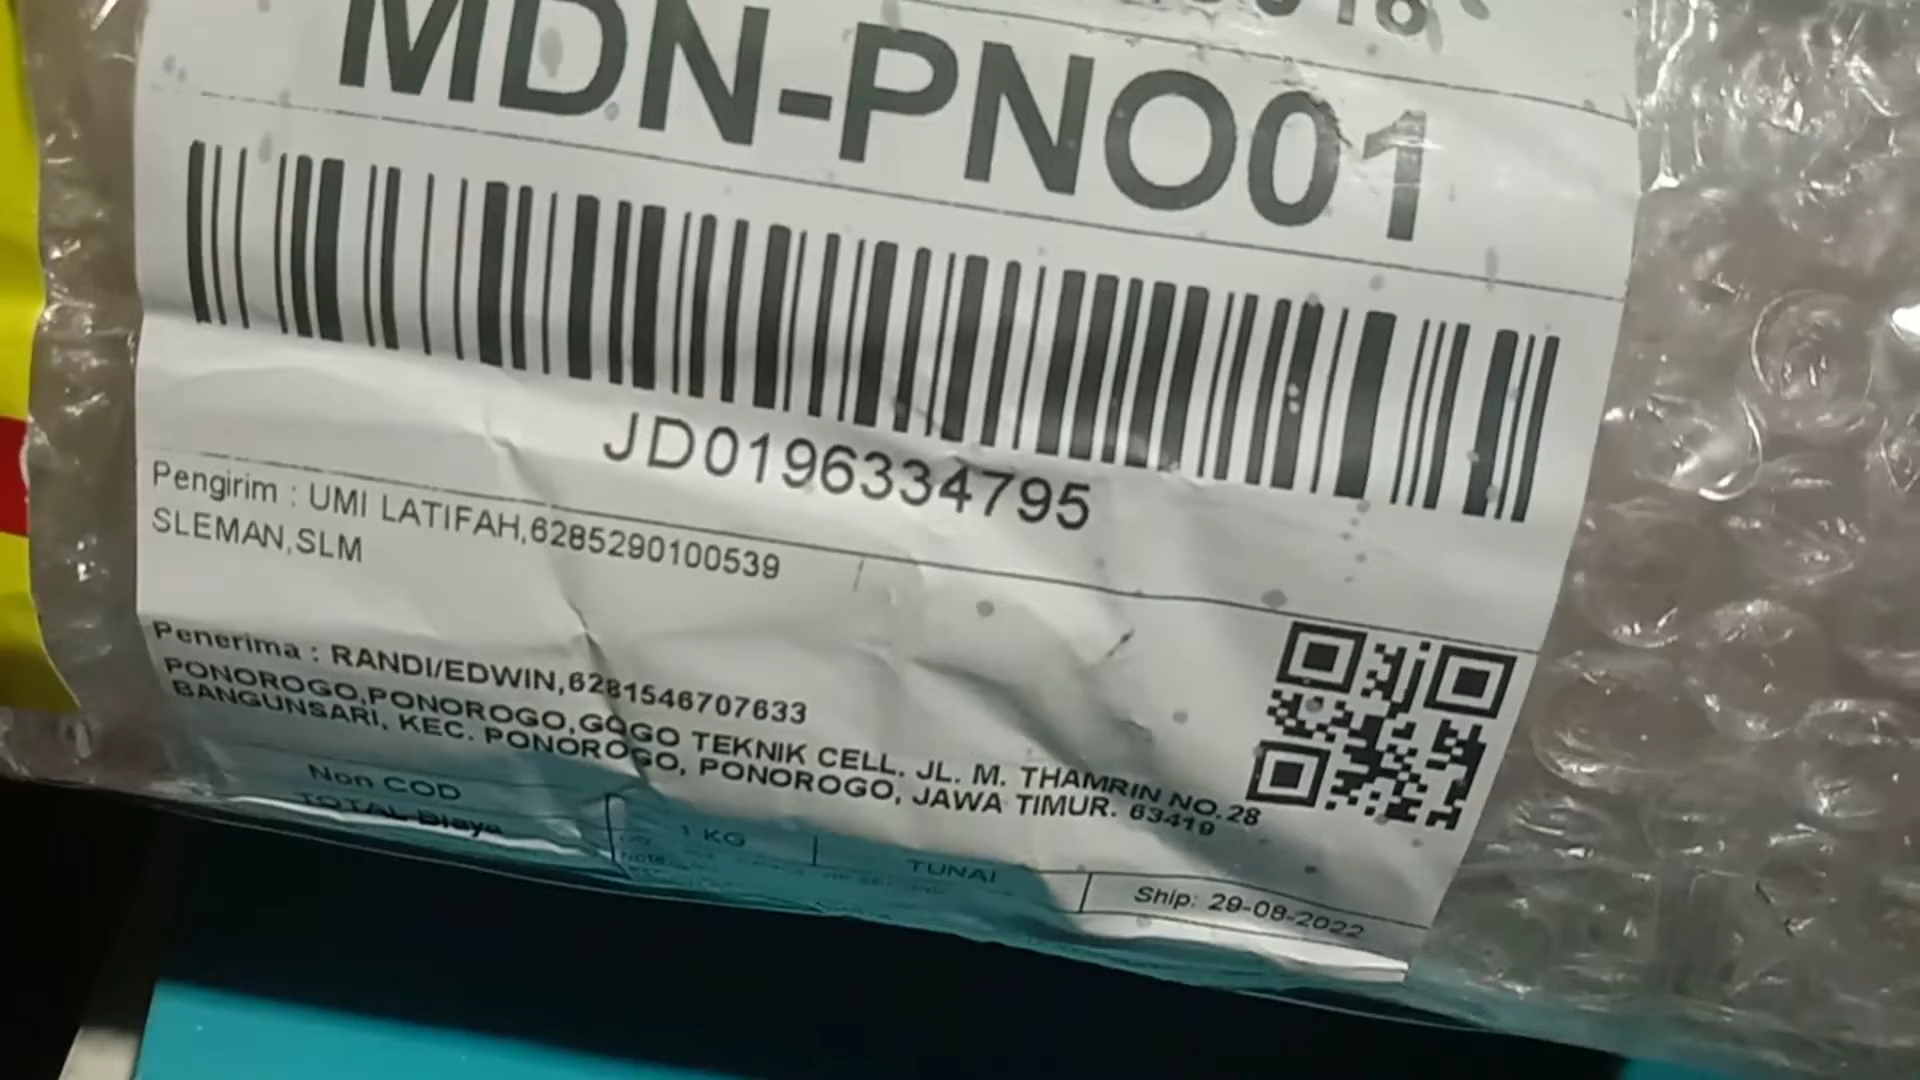 MDN-PNO01
JD0196334795
Pengirim : UMI LATIFAH,6285290100539
SLEMAN,SLM
Penerima : RANDI/EDWIN,6281546707633
PONOROGO,PONOROGO,GOGO TEKNIK CELL. JL. M. THAMRIN NO.28
BANGUNSARI, KEC. PONOROGO, PONOROGO, JAWA TIMUR. 63419
Non COD
TOTAL Biaya
1 KG
TUNAI
Ship: 29-08-2022